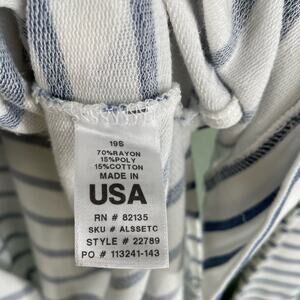 19S
70%RAYON
15%POLY
15%COTTON
MADE IN
USA
RN # 82135
SKU # ALSSETC
STYLE # 22789
PO # 113241-143